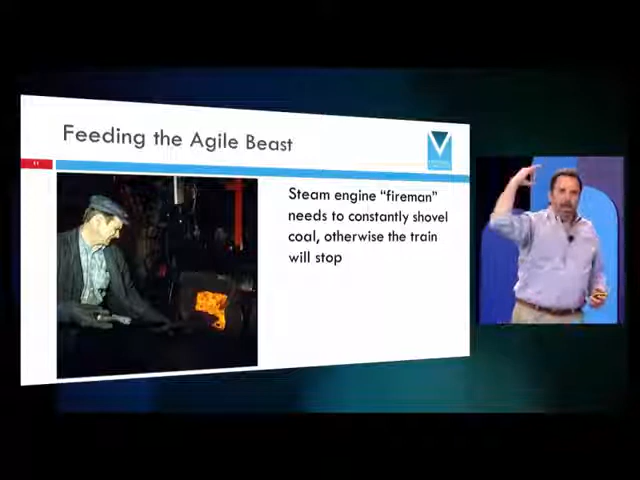 Feeding the Agile Beast
Steam engine “fireman”
needs to constantly shovel
coal, otherwise the train
will stop